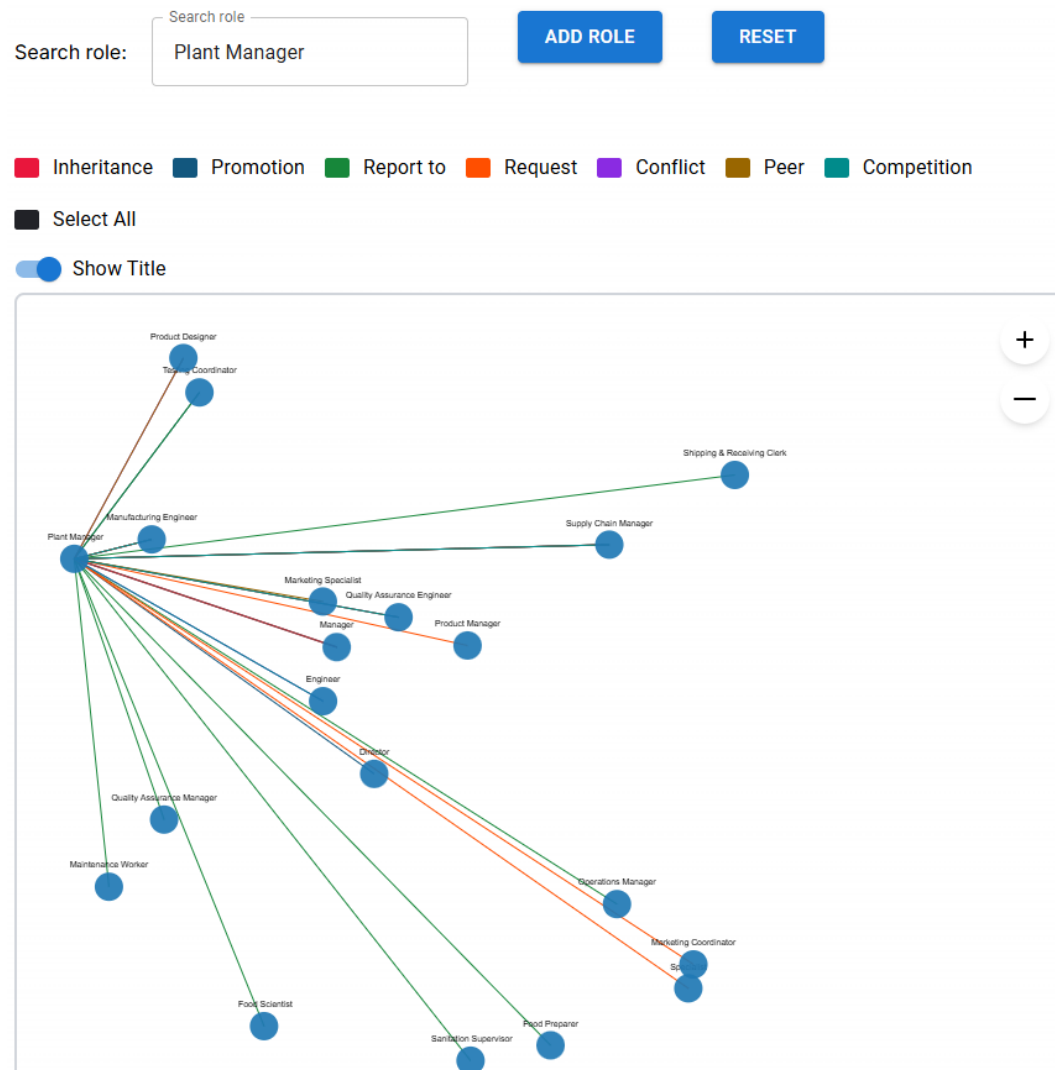 Search role
Search role:
Plant Manager
ADD ROLE
RESET
Inheritance
Promotion
Report to
Request
Conflict
Peer
Competition
Select All
Show Title
+
−
Product Designer
Coordinator
Shipping & Receiving Clerk
Manufacturing Engineer
Supply Chain Manager
Plant Manager
Marketing Specialist
Quality Assurance Engineer
Manager
Product Manager
Engineer
Director
Quality Assurance Manager
Maintenance Worker
Operations Manager
Marketing Coordinator
Food Scientist
Food Preparer
Sanitation Supervisor